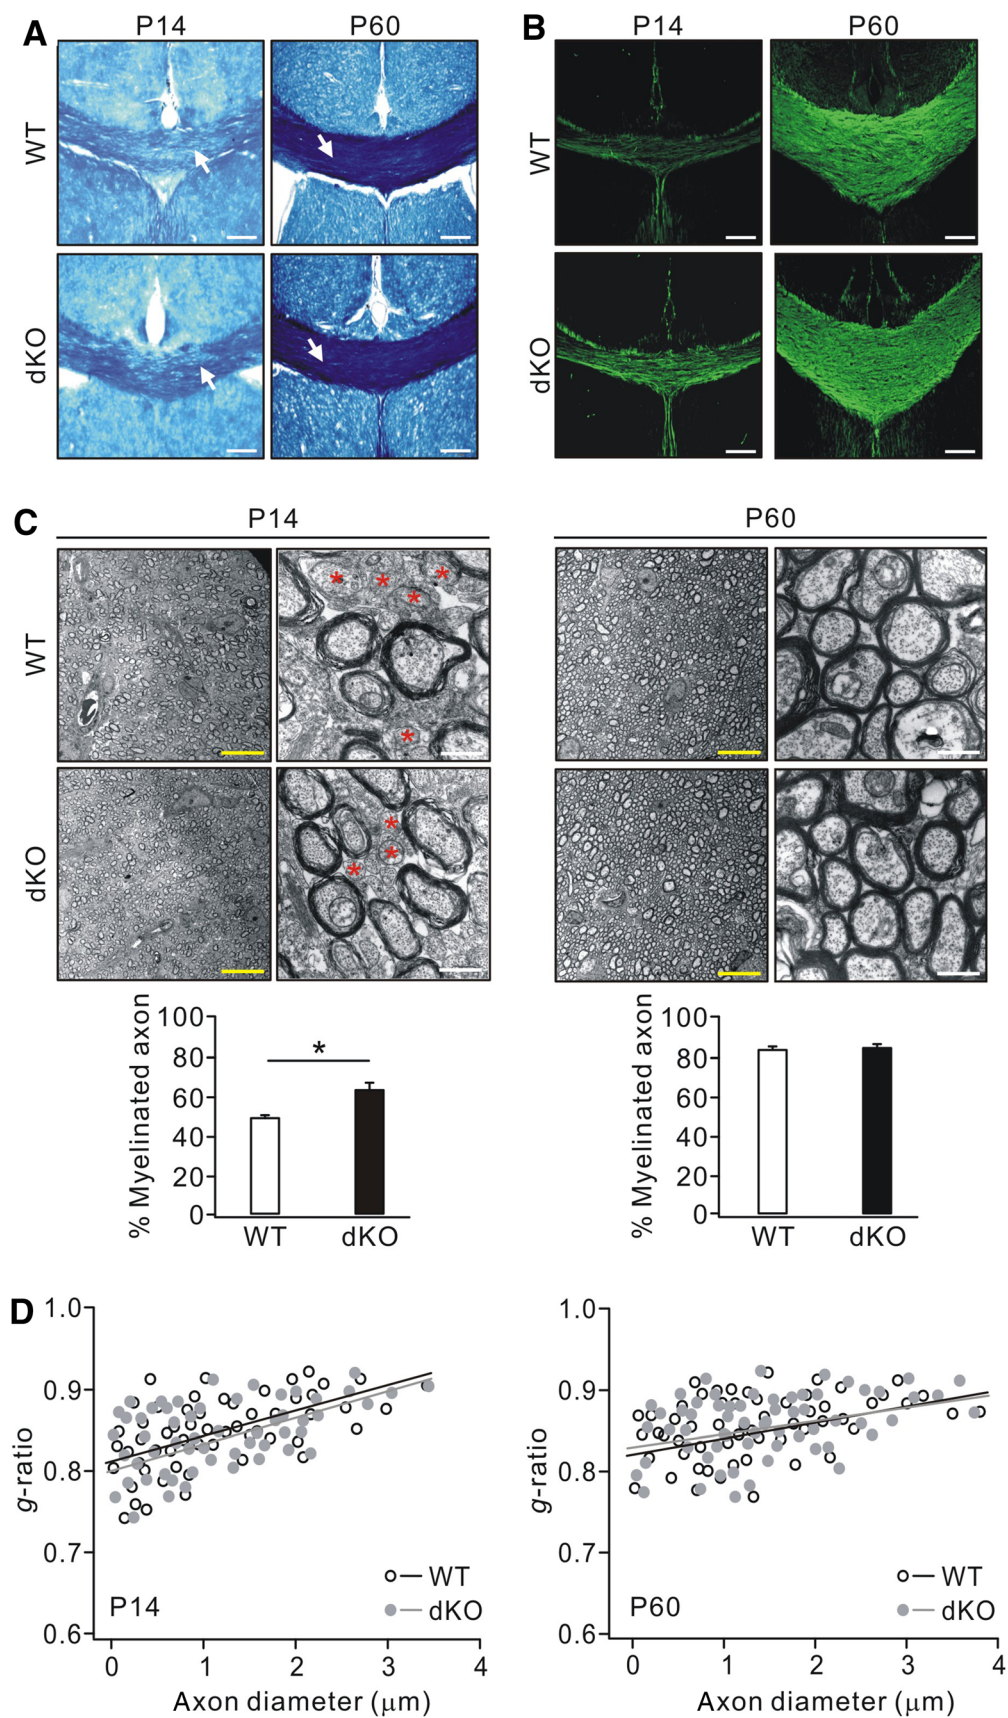 A
P14
P60
WT
dKO
B
P14
P60
WT
dKO
C
P14
P60
WT
* * * * *
dKO
* * *
% Myelinated axon
100
80
60
40
20
0
*
WT
dKO
% Myelinated axon
100
80
60
40
20
0
WT
dKO
D
g-ratio
1.0
0.9
0.8
0.7
0.6
WT
dKO
P14
0 1 2 3 4
Axon diameter (μm)
g-ratio
1.0
0.9
0.8
0.7
0.6
WT
dKO
P60
0 1 2 3 4
Axon diameter (μm)